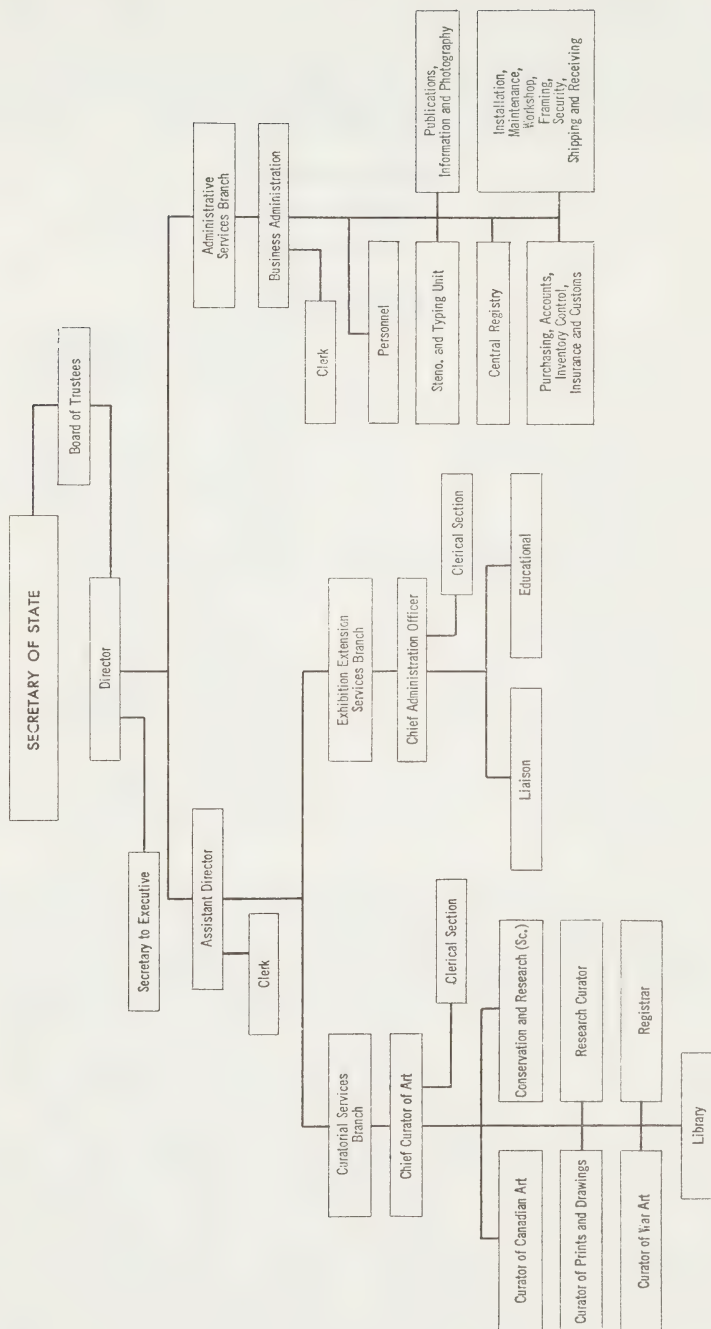 SECRETARY OF STATE
Board of Trustees
Director
Secretary to Executive
Assistant Director
Clerk
Administrative
Services Branch
Business Administration
Clerk
Personnel
Steno. and Typing Unit
Publications,
Information and Photography
Central Registry
Purchasing, Accounts,
Inventory Control,
Insurance and Customs
Installation,
Maintenance,
Workshop,
Framing,
Security,
Shipping and Receiving
Exhibition Extension
Services Branch
Chief Administration Officer
Clerical Section
Liaison
Educational
Curatorial Services
Branch
Chief Curator of Art
Clerical Section
Curator of Canadian Art
Conservation and Research (Sc.)
Curator of Prints and Drawings
Research Curator
Curator of War Art
Registrar
Library